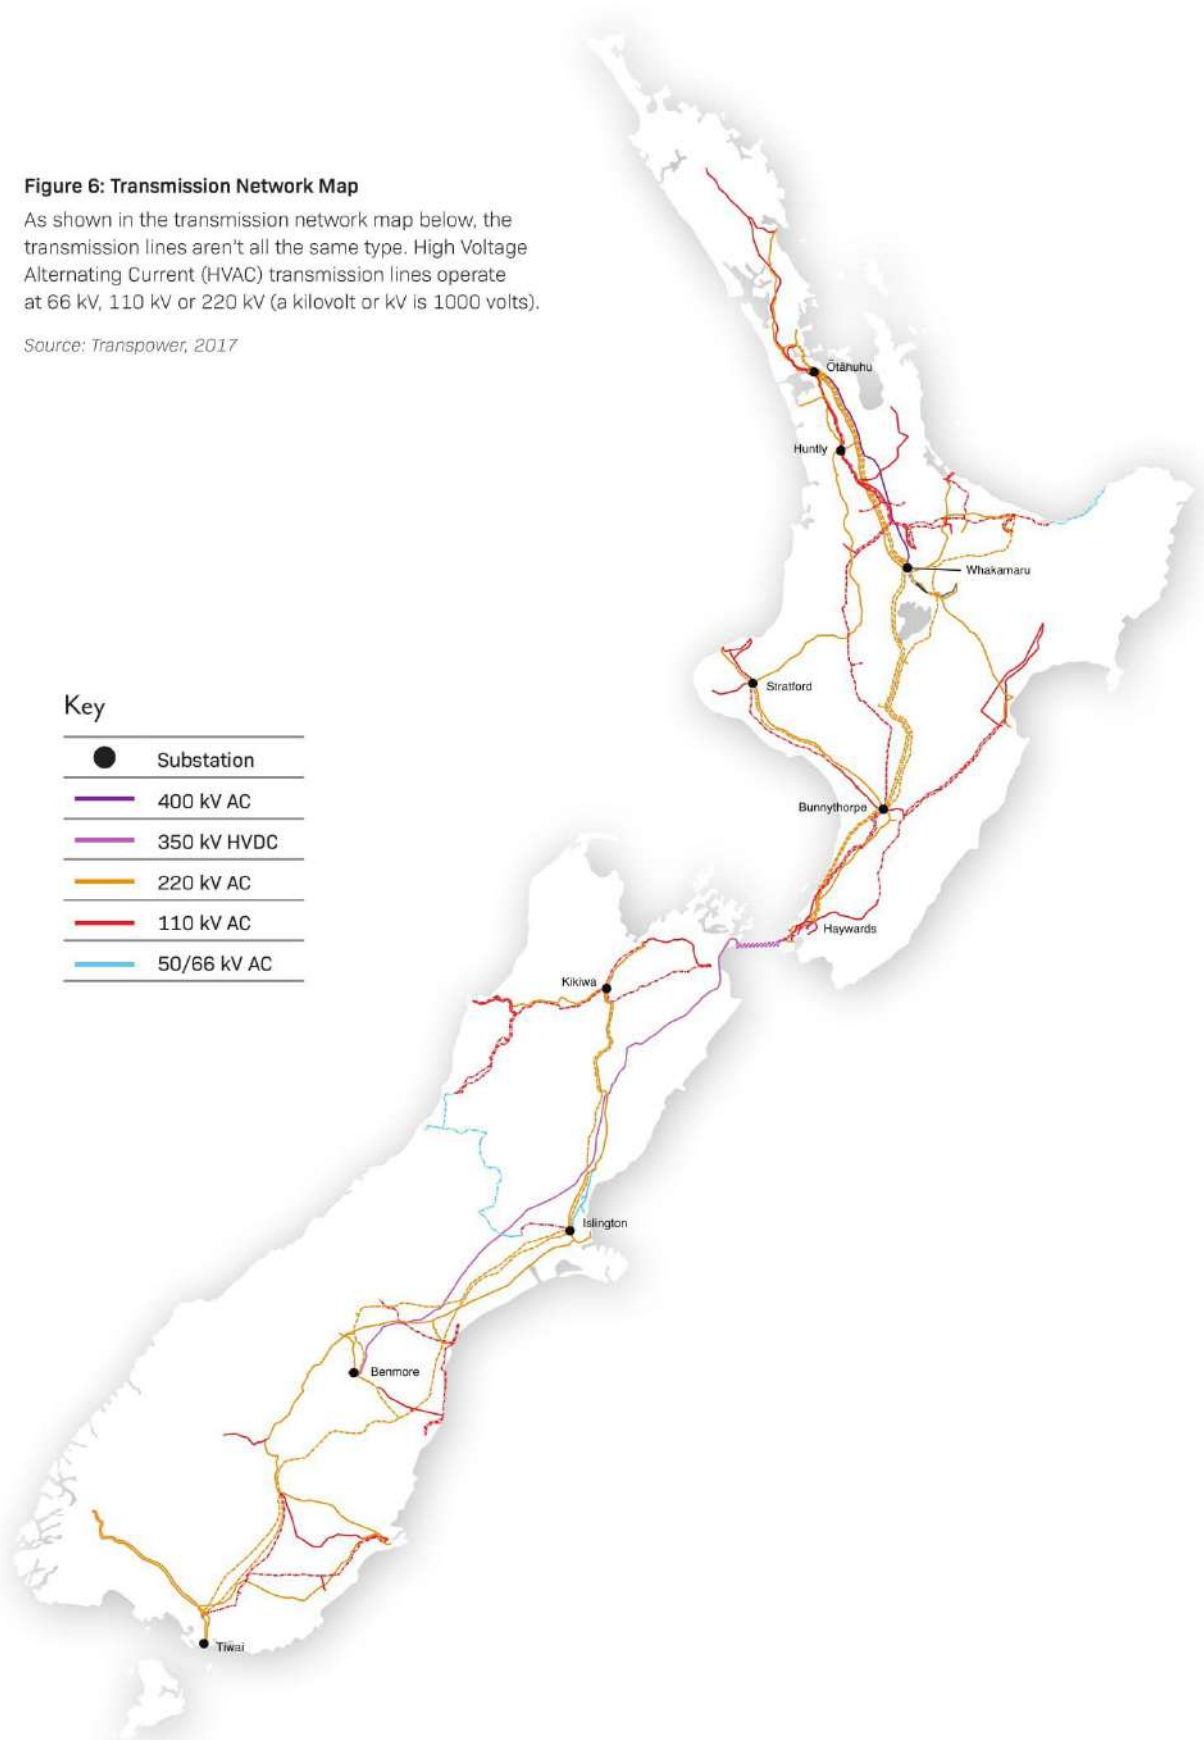 Figure 6: Transmission Network Map
As shown in the transmission network map below, the
transmission lines aren't all the same type. High Voltage
Alternating Current (HVAC) transmission lines operate
at 66 kV, 110 kV or 220 kV (a kilovolt or kV is 1000 volts).
Source: Transpower, 2017
Ōtāhuhu
Huntly
Whakamaru
Stratford
Bunnythorpe
Haywards
Kikiwa
Islington
Benmore
Tiwai
Key
Substation
400 kV AC
350 kV HVDC
220 kV AC
110 kV AC
50/66 kV AC